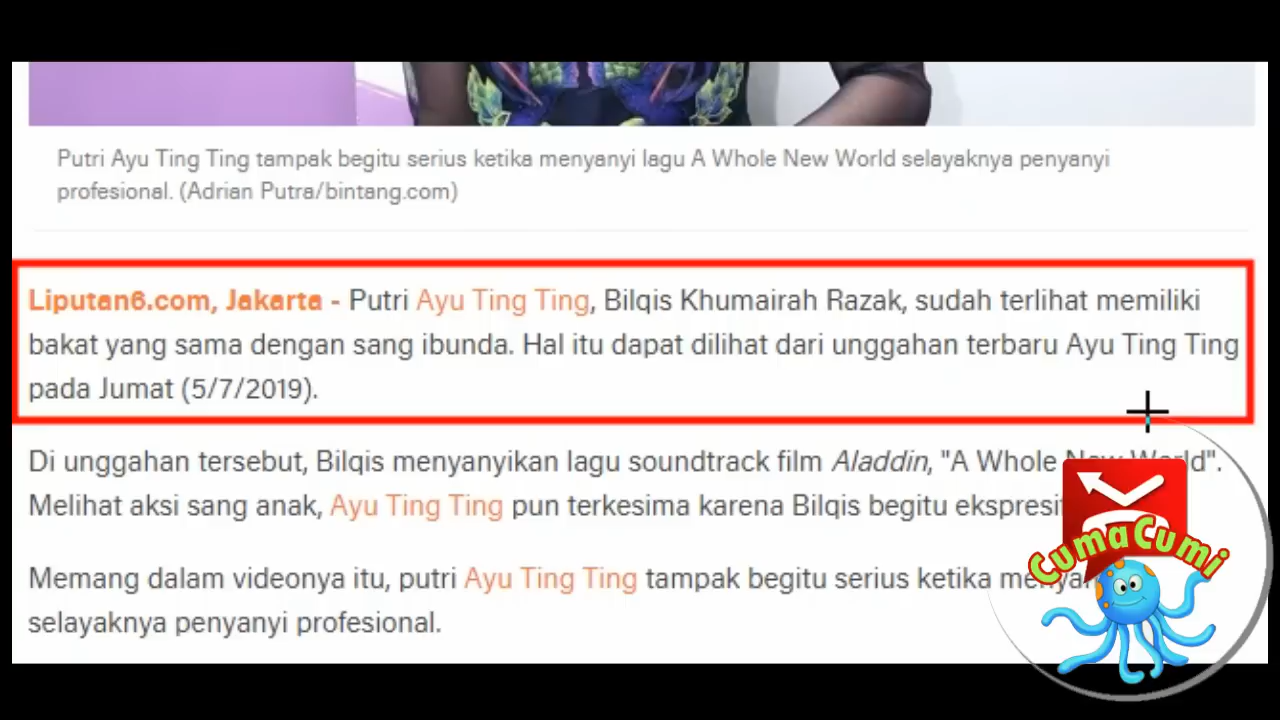 Putri Ayu Ting Ting tampak begitu serius ketika menyanyi lagu A Whole New World selayaknya penyanyi
profesional. (Adrian Putra/bintang.com)
Liputan6.com, Jakarta - Putri Ayu Ting Ting, Bilqis Khumairah Razak, sudah terlihat memiliki
bakat yang sama dengan sang ibunda. Hal itu dapat dilihat dari unggahan terbaru Ayu Ting Ting
pada Jumat (5/7/2019).
Di unggahan tersebut, Bilqis menyanyikan lagu soundtrack film Aladdin, "A Whole New World".
Melihat aksi sang anak, Ayu Ting Ting pun terkesima karena Bilqis begitu ekspresif
Memang dalam videonya itu, putri Ayu Ting Ting tampak begitu serius ketika
selayaknya penyanyi profesional.
CumaCumi